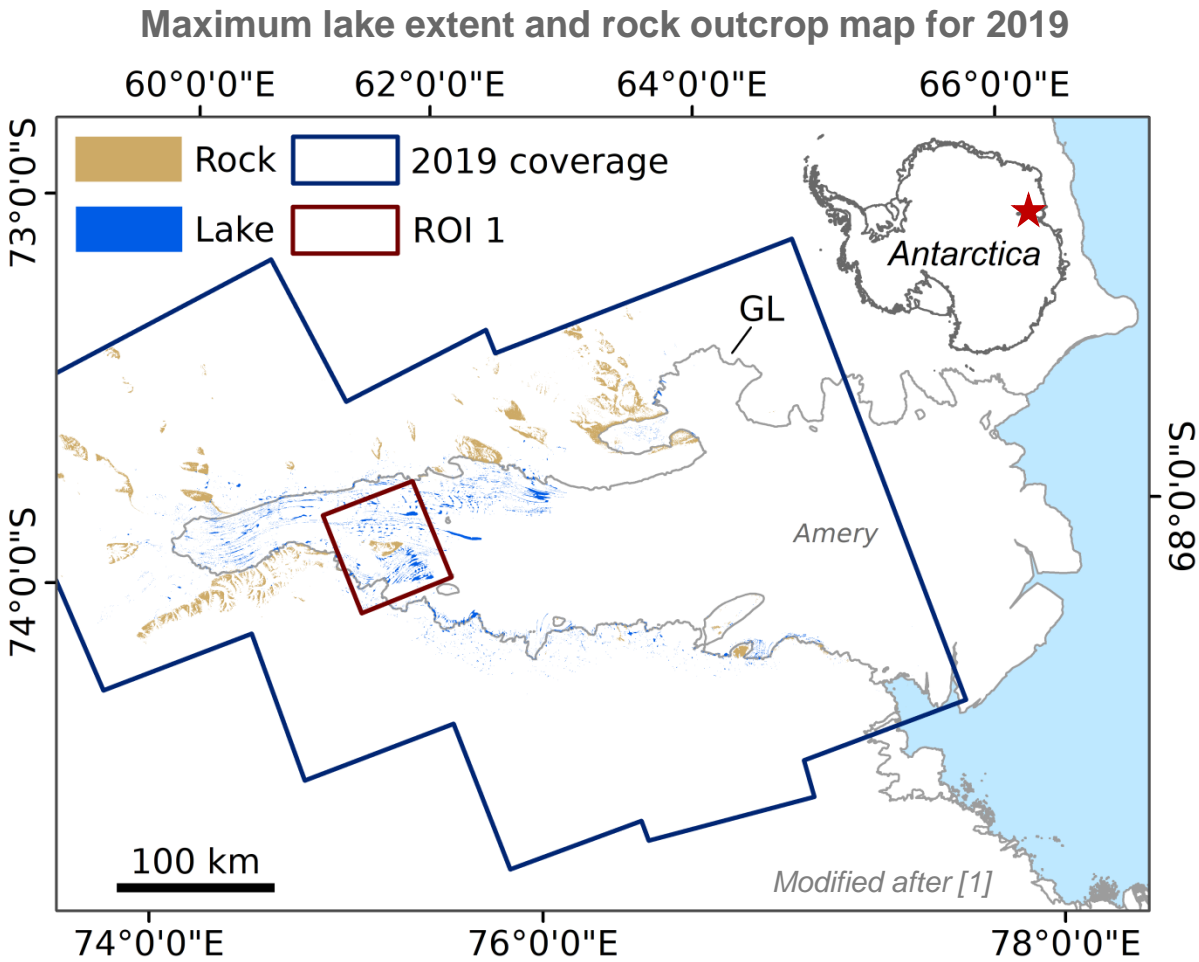 Maximum lake extent and rock outcrop map for 2019
60°0'0"E 62°0'0"E 64°0'0"E 66°0'0"E
73°0'0"S
Rock 2019 coverage
Lake ROI 1
Antarctica
GL
68°0'0"S
Amery
74°0'0"S
100 km
Modified after [1]
74°0'0"E 76°0'0"E 78°0'0"E